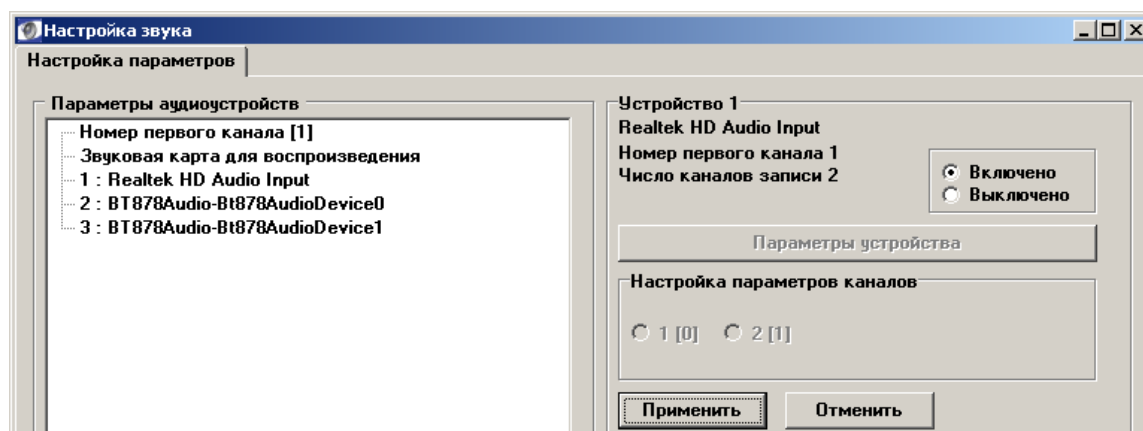 Настройка звука
Настройка параметров
Параметры аудиоустройств
Номер первого канала [1]
Звуковая карта для воспроизведения
1 : Realtek HD Audio Input
2 : BT878Audio-Bt878AudioDevice0
3 : BT878Audio-Bt878AudioDevice1
Устройство 1
Realtek HD Audio Input
Номер первого канала 1
Число каналов записи 2
Включено
Выключено
Параметры устройства
Настройка параметров каналов
1 [0] 2 [1]
Применить Отменить